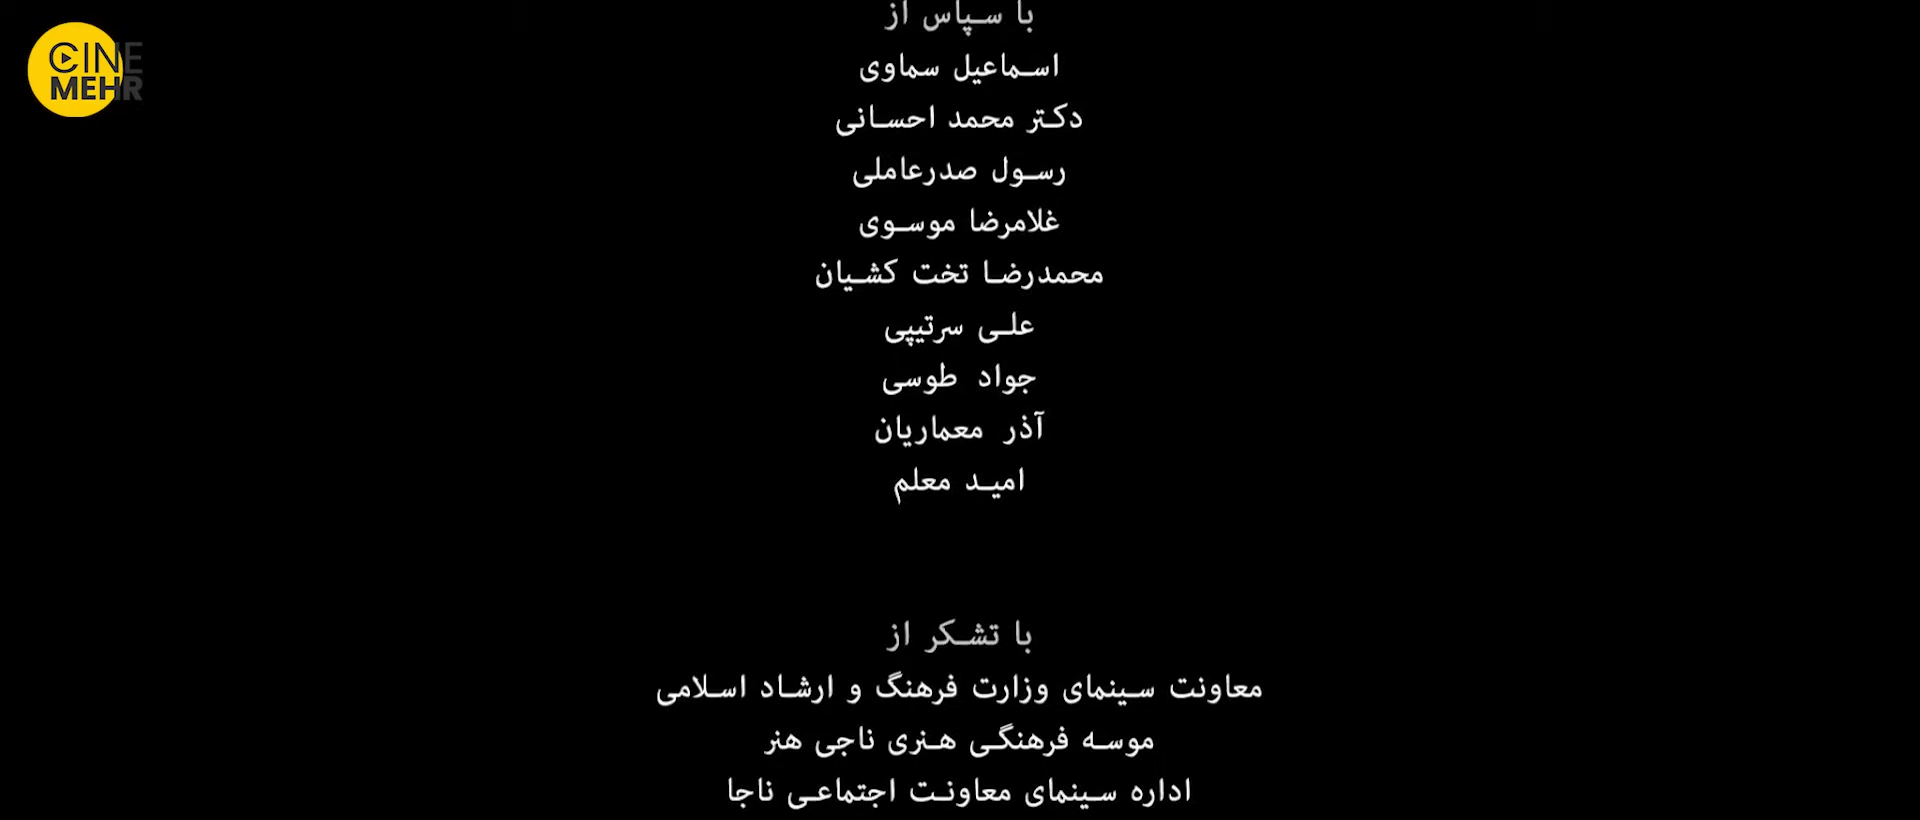 CINE
MEHR
با سپاس از
اسماعیل سماوی
دکتر محمد احسانی
رسول صدرعاملی
غلامرضا موسوی
محمدرضا تخت کشیان
علی سرتیپی
جواد طوسی
آذر معماریان
امید معلم
با تشکر از
معاونت سینمای وزارت فرهنگ و ارشاد اسلامی
موسه فرهنگی هنری ناجی هنر
اداره سینمای معاونت اجتماعی ناجا